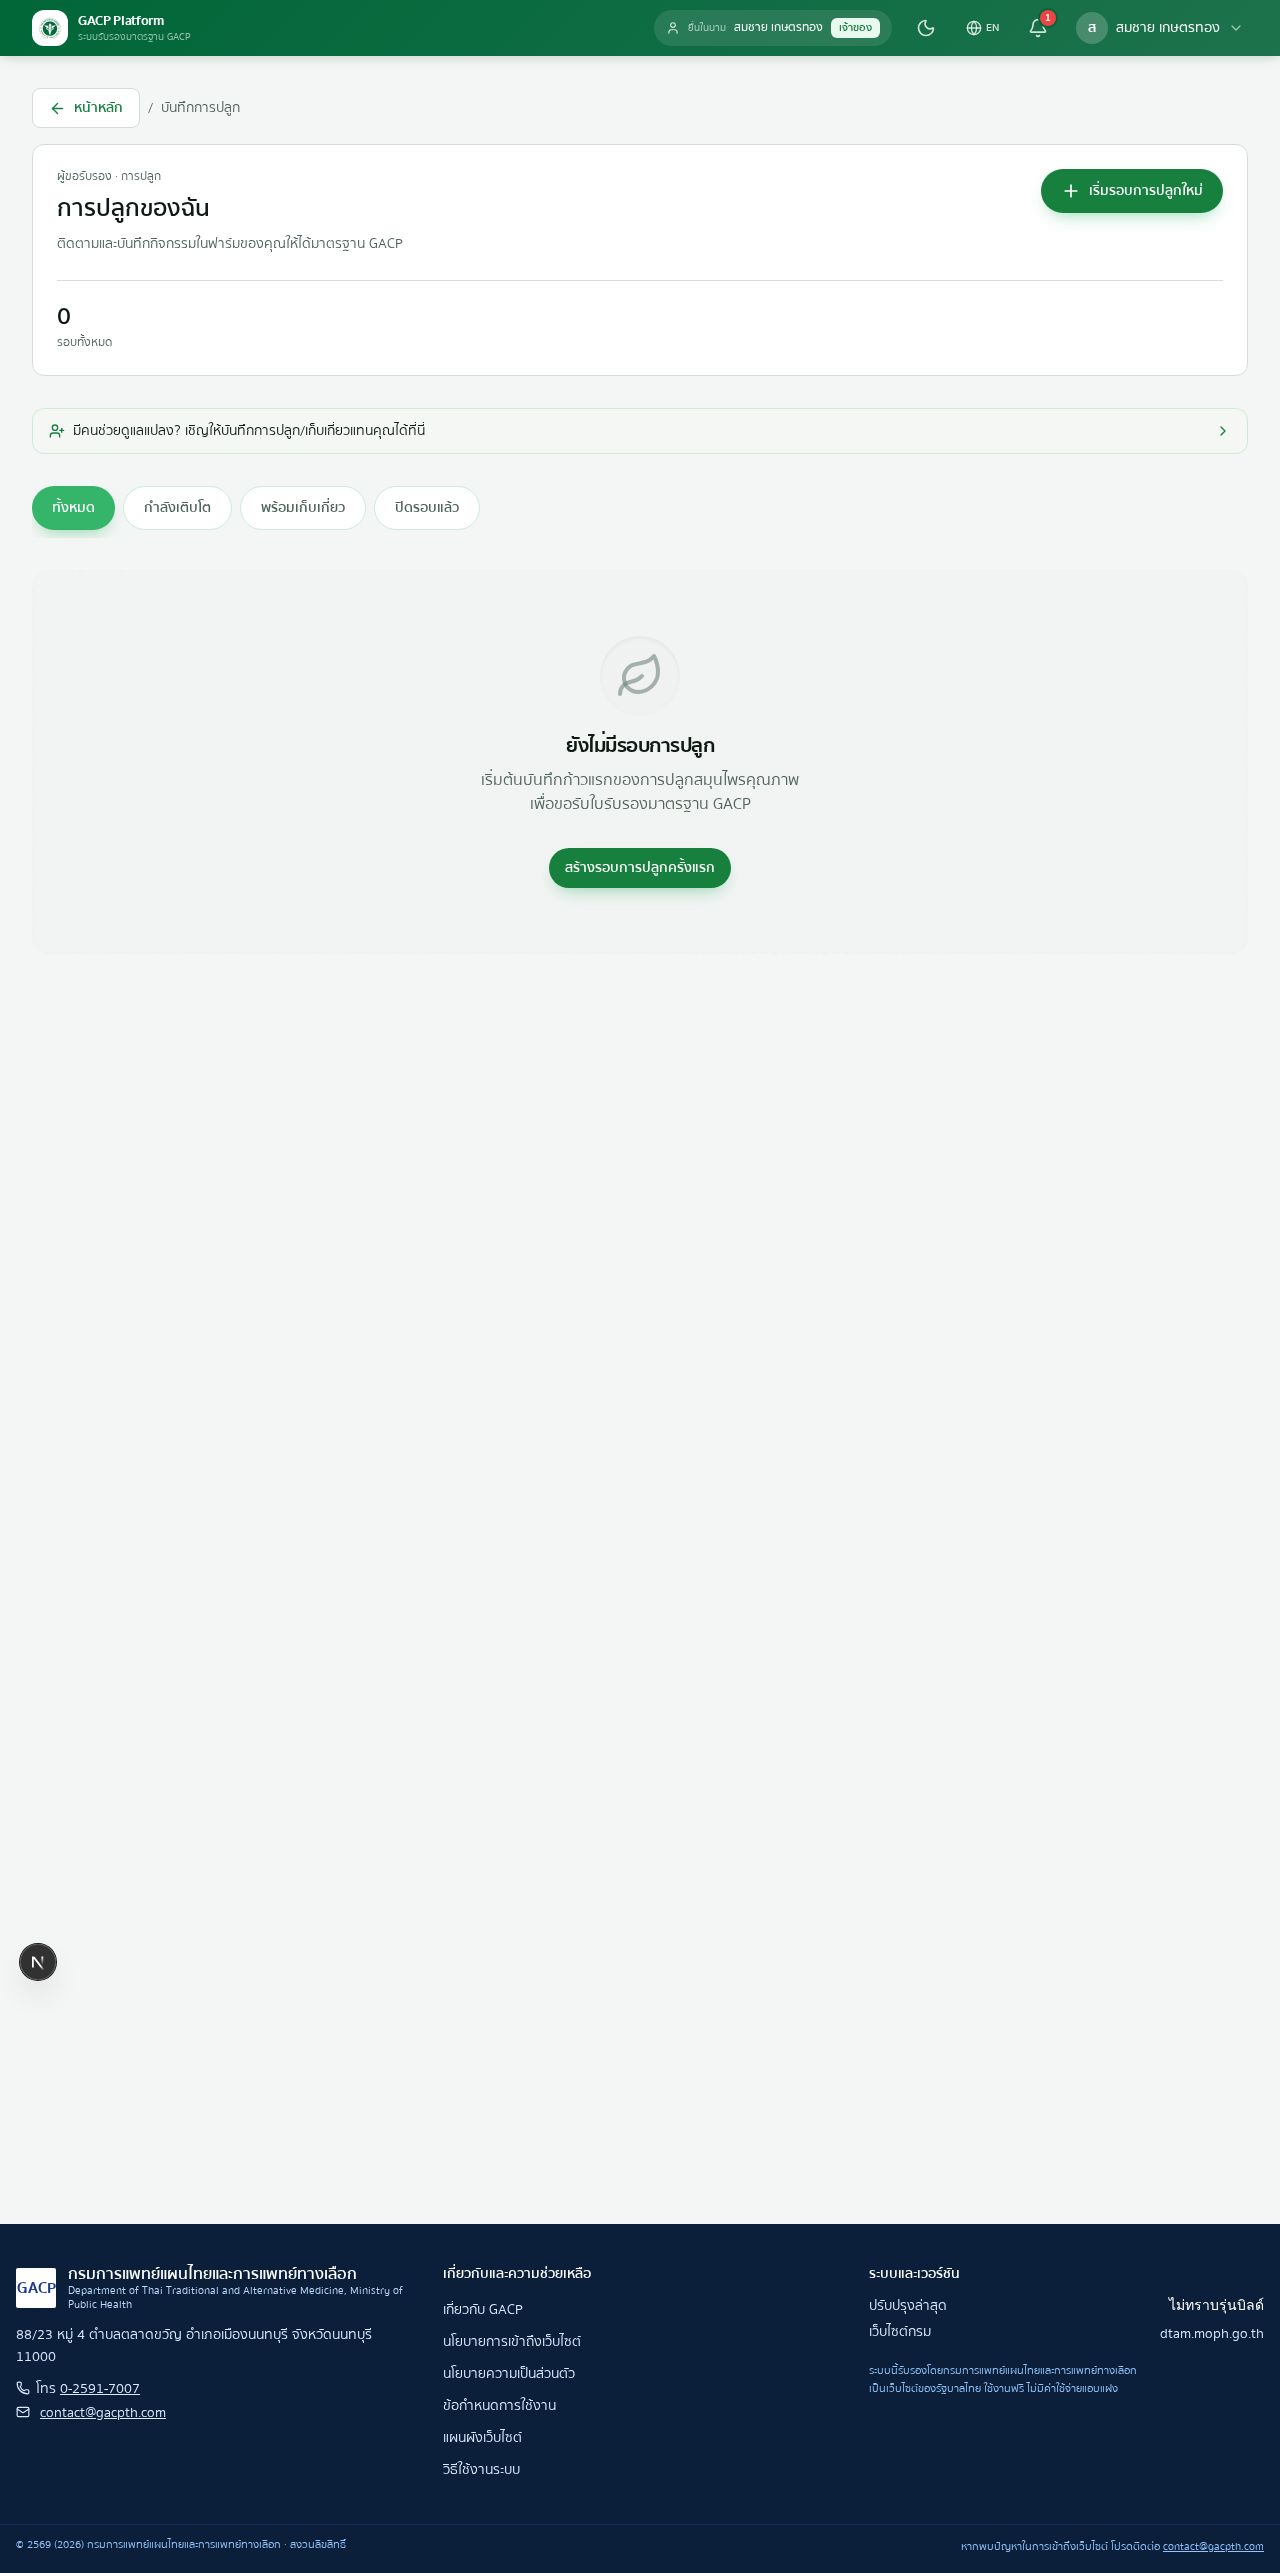 GACP Platform
ระบบรับรองมาตรฐาน GACP
ยื่นในนาม สมชาย เกษตรทอง เจ้าของ
EN
1
ส สมชาย เกษตรทอง
หน้าหลัก / บันทึกการปลูก
ผู้ขอรับรอง · การปลูก
การปลูกของฉัน
ติดตามและบันทึกกิจกรรมในฟาร์มของคุณให้ได้มาตรฐาน GACP
เริ่มรอบการปลูกใหม่
0
รอบทั้งหมด
มีคนช่วยดูแลแปลง? เชิญให้บันทึกการปลูก/เก็บเกี่ยวแทนคุณได้ที่นี่
ทั้งหมด กำลังเติบโต พร้อมเก็บเกี่ยว ปิดรอบแล้ว
ยังไม่มีรอบการปลูก
เริ่มต้นบันทึกก้าวแรกของการปลูกสมุนไพรคุณภาพ
เพื่อขอรับใบรับรองมาตรฐาน GACP
สร้างรอบการปลูกครั้งแรก
N
GACP
กรมการแพทย์แผนไทยและการแพทย์ทางเลือก
Department of Thai Traditional and Alternative Medicine, Ministry of
Public Health
88/23 หมู่ 4 ตำบลตลาดขวัญ อำเภอเมืองนนทบุรี จังหวัดนนทบุรี
11000
โทร 0-2591-7007
contact@gacpth.com
เกี่ยวกับและความช่วยเหลือ
เกี่ยวกับ GACP
นโยบายการเข้าถึงเว็บไซต์
นโยบายความเป็นส่วนตัว
ข้อกำหนดการใช้งาน
แผนผังเว็บไซต์
วิธีใช้งานระบบ
ระบบและเวอร์ชัน
ปรับปรุงล่าสุด ไม่ทราบรุ่นบิลด์
เว็บไซต์กรม dtam.moph.go.th
ระบบนี้รับรองโดยกรมการแพทย์แผนไทยและการแพทย์ทางเลือก
เป็นเว็บไซต์ของรัฐบาลไทย ใช้งานฟรี ไม่มีค่าใช้จ่ายแอบแฝง
© 2569 (2026) กรมการแพทย์แผนไทยและการแพทย์ทางเลือก · สงวนลิขสิทธิ์
หากพบปัญหาในการเข้าถึงเว็บไซต์ โปรดติดต่อ contact@gacpth.com